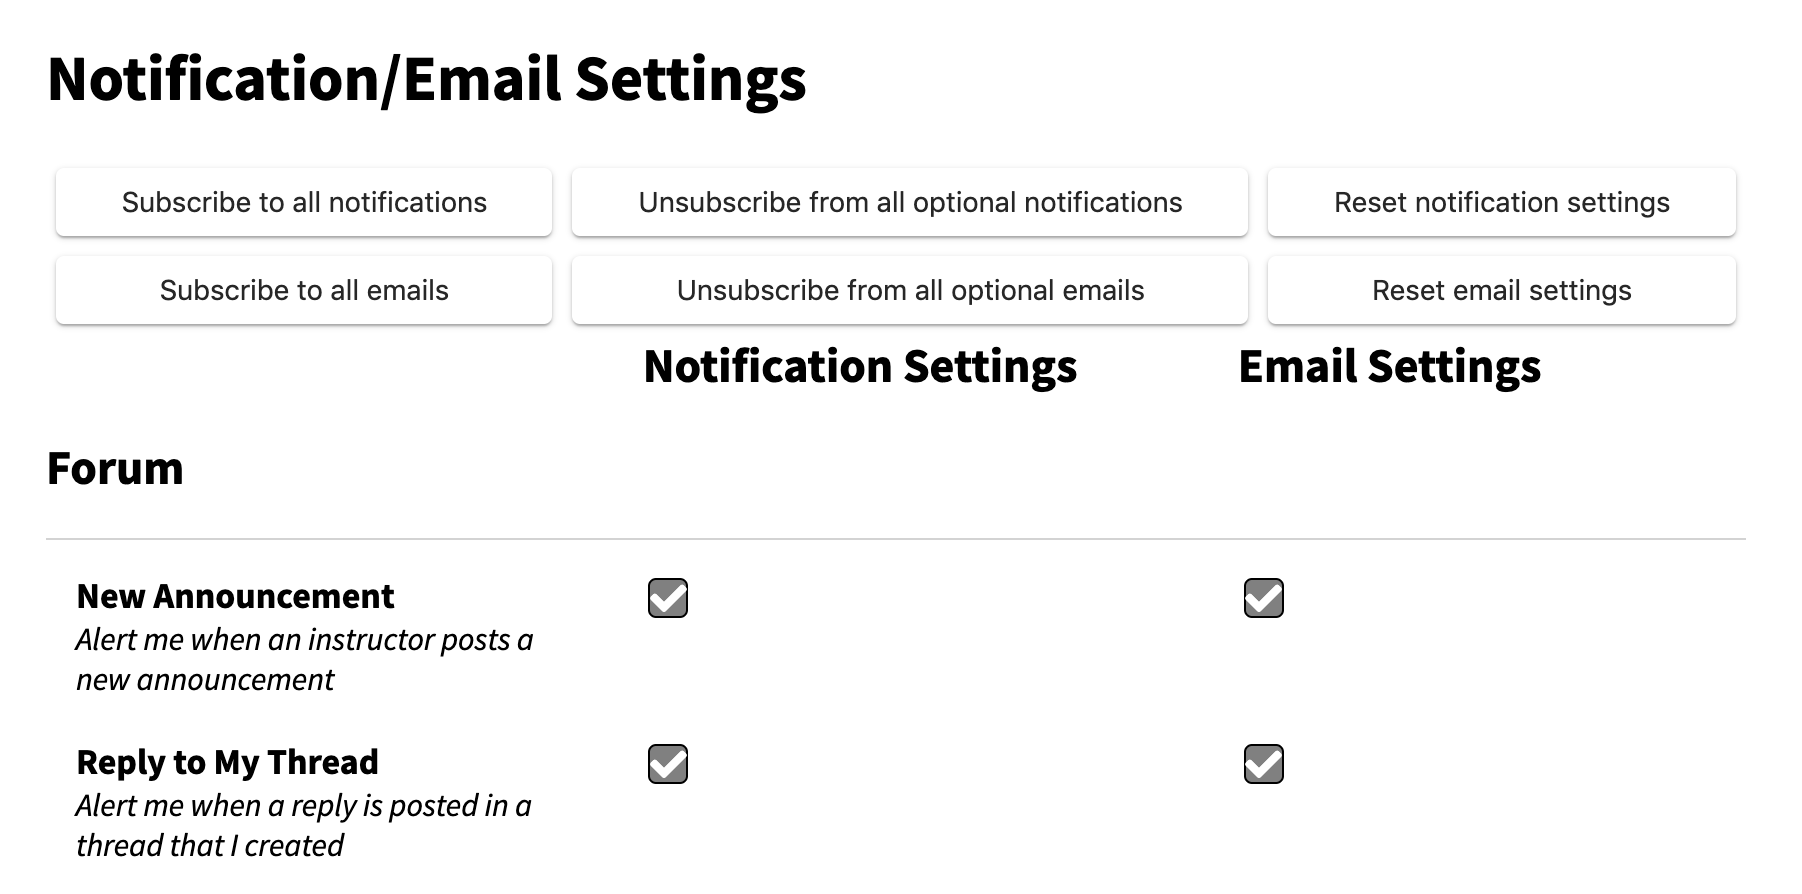 Notification/Email Settings
Subscribe to all notifications
Unsubscribe from all optional notifications
Reset notification settings
Subscribe to all emails
Unsubscribe from all optional emails
Reset email settings
Notification Settings
Email Settings
Forum
New Announcement
Alert me when an instructor posts a
new announcement
Reply to My Thread
Alert me when a reply is posted in a
thread that I created